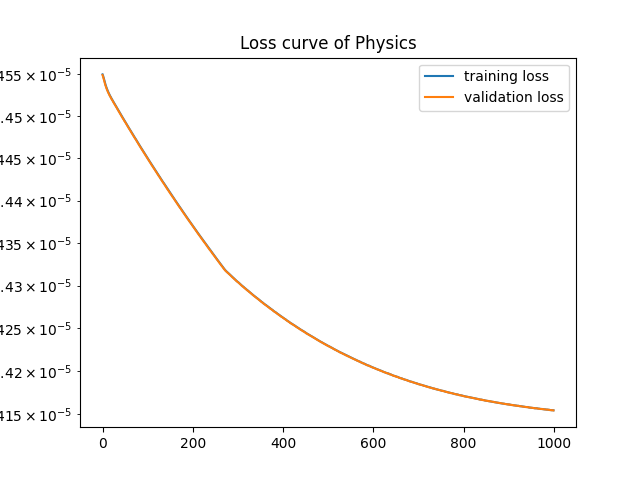 Loss curve of Physics
455 × 10⁻⁵
.45 × 10⁻⁵
445 × 10⁻⁵
.44 × 10⁻⁵
435 × 10⁻⁵
.43 × 10⁻⁵
425 × 10⁻⁵
.42 × 10⁻⁵
415 × 10⁻⁵
training loss
validation loss
0 200 400 600 800 1000